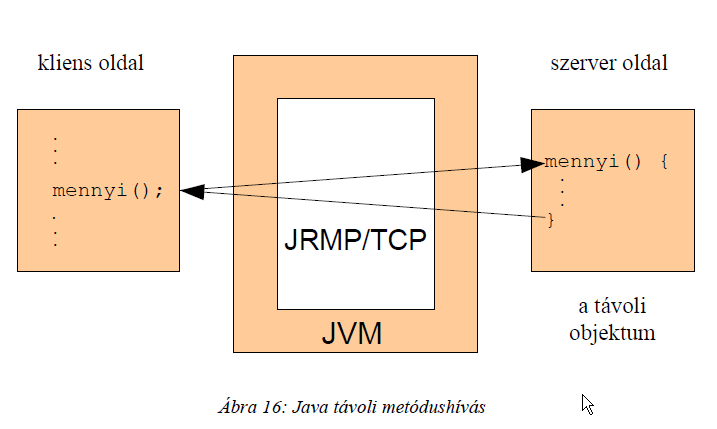 kliens oldal
szerver oldal
.
.
.
mennyi();
.
.
.
mennyi() {
.
.
.
}
JRMP/TCP
JVM
a távoli
objektum
Ábra 16: Java távoli metódushívás